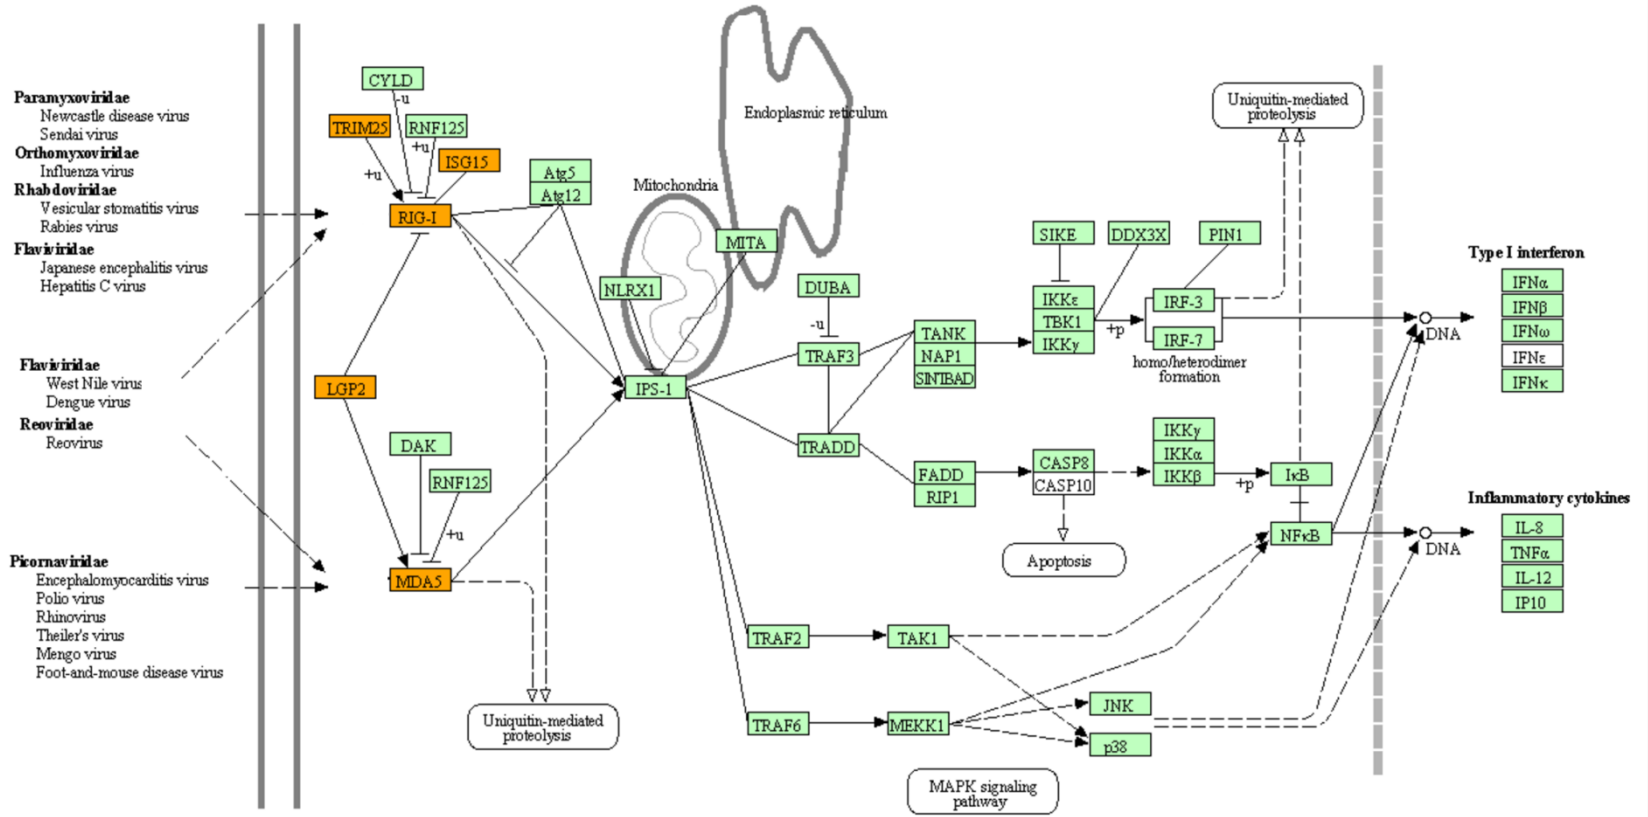 Paramyxoviridae
Newcastle disease virus
Sendai virus
Orthomyxoviridae
Influenza virus
Rhabdoviridae
Vesicular stomatitis virus
Rabies virus
Flaviviridae
Japanese encephalitis virus
Hepatitis C virus
Flaviviridae
West Nile virus
Dengue virus
Reoviridae
Reovirus
Picornaviridae
Encephalomyocarditis virus
Polio virus
Rhinovirus
Theiler's virus
Mengo virus
Foot-and-mouse disease virus
CYLD
-u
TRIM25
RNF125
+u
ISG15
+u
RIG-I
Atg5
Atg12
LGP2
DAK
RNF125
+u
MDA5
Uniquitin-mediated
proteolysis
Mitochondria
Endoplasmic reticulum
MITA
NLRX1
IPS-1
DUBA
-u
TRAF3
TRADD
TANK
NAP1
SINTBAD
FADD
RIP1
TRAF2
TAK1
TRAF6
MEKK1
JNK
p38
MAPK signaling
pathway
SIKE
DDX3X
PIN1
IKKε
TBK1
IKKγ
+p
IRF-3
IRF-7
homo/heterodimer
formation
CASP8
CASP10
Apoptosis
IKKγ
IKKα
IKKβ
+p
IκB
NFκB
Uniquitin-mediated
proteolysis
DNA
DNA
Type I interferon
IFNα
IFNβ
IFNω
IFNε
IFNκ
Inflammatory cytokines
IL-8
TNFα
IL-12
IP10